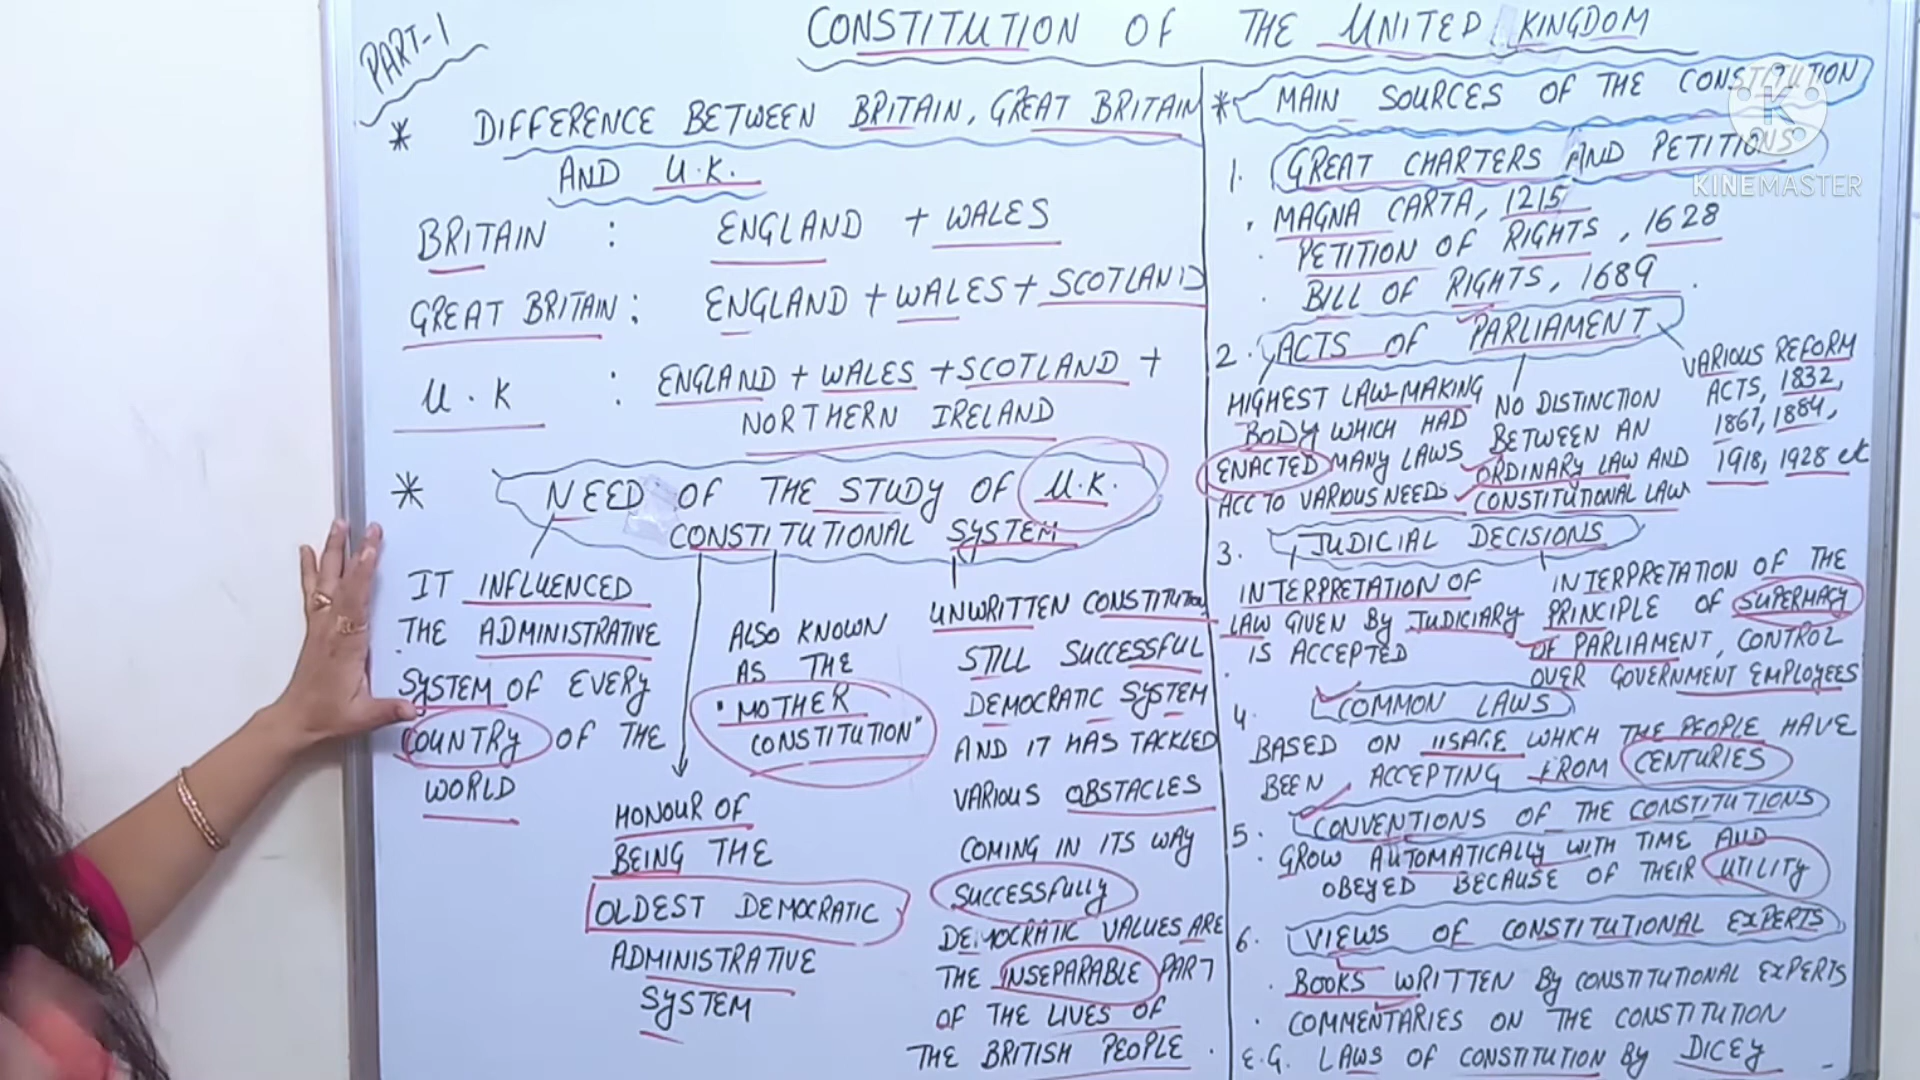 PART-1
CONSTITUTION OF THE UNITED KINGDOM
* DIFFERENCE BETWEEN BRITAIN, GREAT BRITAIN
AND U.K.
BRITAIN : ENGLAND + WALES
GREAT BRITAIN : ENGLAND + WALES + SCOTLAND
U.K : ENGLAND + WALES + SCOTLAND +
NORTHERN IRELAND
* NEED OF THE STUDY OF U.K.
CONSTITUTIONAL SYSTEM
IT INFLUENCED
THE ADMINISTRATIVE
SYSTEM OF EVERY
COUNTRY OF THE
WORLD
HONOUR OF
BEING THE
OLDEST DEMOCRATIC
ADMINISTRATIVE
SYSTEM
ALSO KNOWN
AS THE
"MOTHER
CONSTITUTION"
UNWRITTEN CONSTITUTION
STILL SUCCESSFUL
DEMOCRATIC SYSTEM
AND IT HAS TACKLED
VARIOUS OBSTACLES
COMING IN ITS WAY
SUCCESSFULLY
DEMOCRATIC VALUES ARE
THE INSEPARABLE PART
OF THE LIVES OF
THE BRITISH PEOPLE.
* MAIN SOURCES OF THE CONSTITUTION
K
KINEMASTER
1. GREAT CHARTERS AND PETITIONS
· MAGNA CARTA, 1215
· PETITION OF RIGHTS, 1628
· BILL OF RIGHTS, 1689.
2. ACTS OF PARLIAMENT
HIGHEST LAW-MAKING
BODY WHICH HAD
ENACTED MANY LAWS
ACC TO VARIOUS NEEDS
NO DISTINCTION
BETWEEN AN
ORDINARY LAW AND
CONSTITUTIONAL LAW
VARIOUS REFORM
ACTS, 1832,
1867, 1884,
1918, 1928 etc
3. JUDICIAL DECISIONS
INTERPRETATION OF
LAW GIVEN BY JUDICIARY
IS ACCEPTED
INTERPRETATION OF THE
PRINCIPLE OF SUPERMACY
OF PARLIAMENT, CONTROL
OVER GOVERNMENT EMPLOYEES
4. COMMON LAWS
BASED ON USAGE WHICH THE PEOPLE HAVE
BEEN ACCEPTING FROM CENTURIES
5. CONVENTIONS OF THE CONSTITUTIONS
· GROW AUTOMATICALLY WITH TIME AND
OBEYED BECAUSE OF THEIR UTILITY
6. VIEWS OF CONSTITUTIONAL EXPERTS
· BOOKS WRITTEN BY CONSTITUTIONAL EXPERTS
· COMMENTARIES ON THE CONSTITUTION
E.G. LAWS OF CONSTITUTION BY DICEY